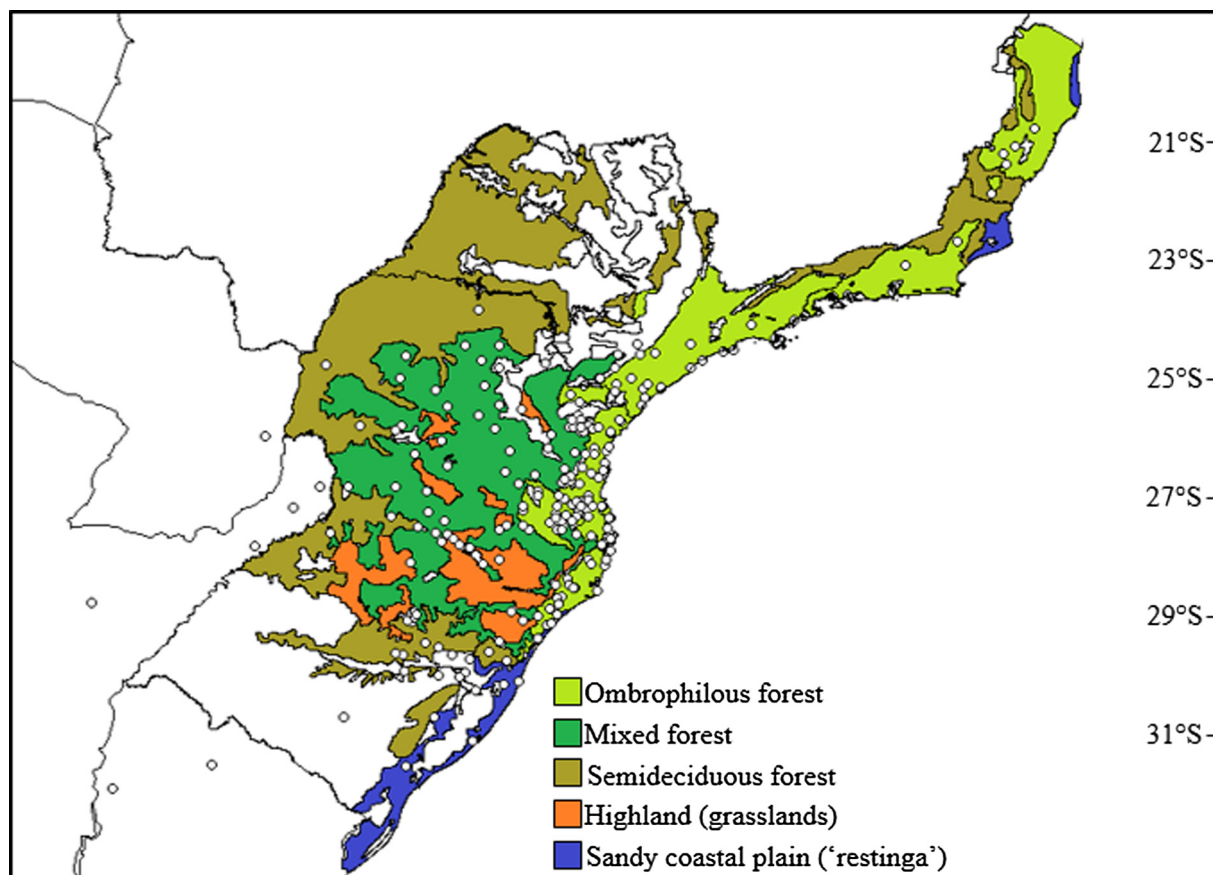 21°S
23°S
25°S
27°S
29°S
31°S
Ombrophilous forest
Mixed forest
Semideciduous forest
Highland (grasslands)
Sandy coastal plain (‘restinga’)